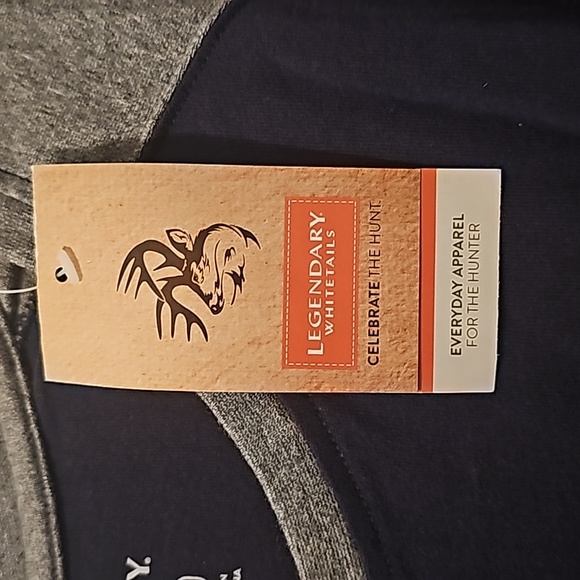 LEGENDARY
WHITETAILS
CELEBRATE THE HUNT.
EVERYDAY APPAREL
FOR THE HUNTER
Y.